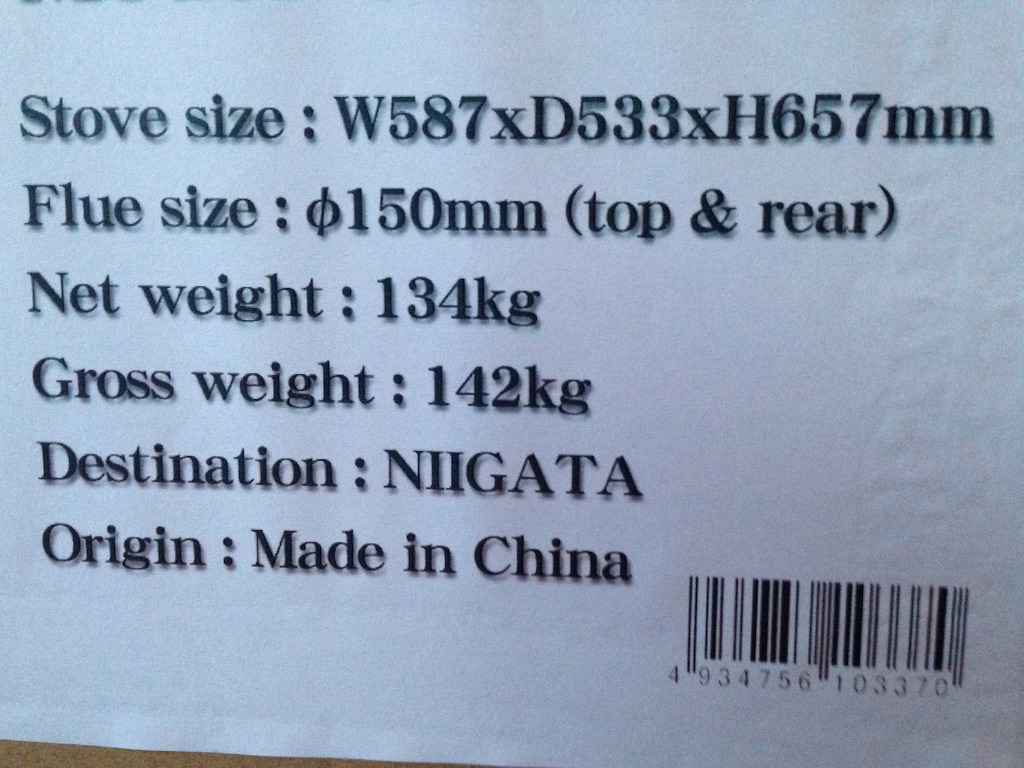 Stove size : W587xD533xH657mm
Flue size : φ150mm (top & rear)
Net weight : 134kg
Gross weight : 142kg
Destination : NIIGATA
Origin : Made in China
4 934756 103370